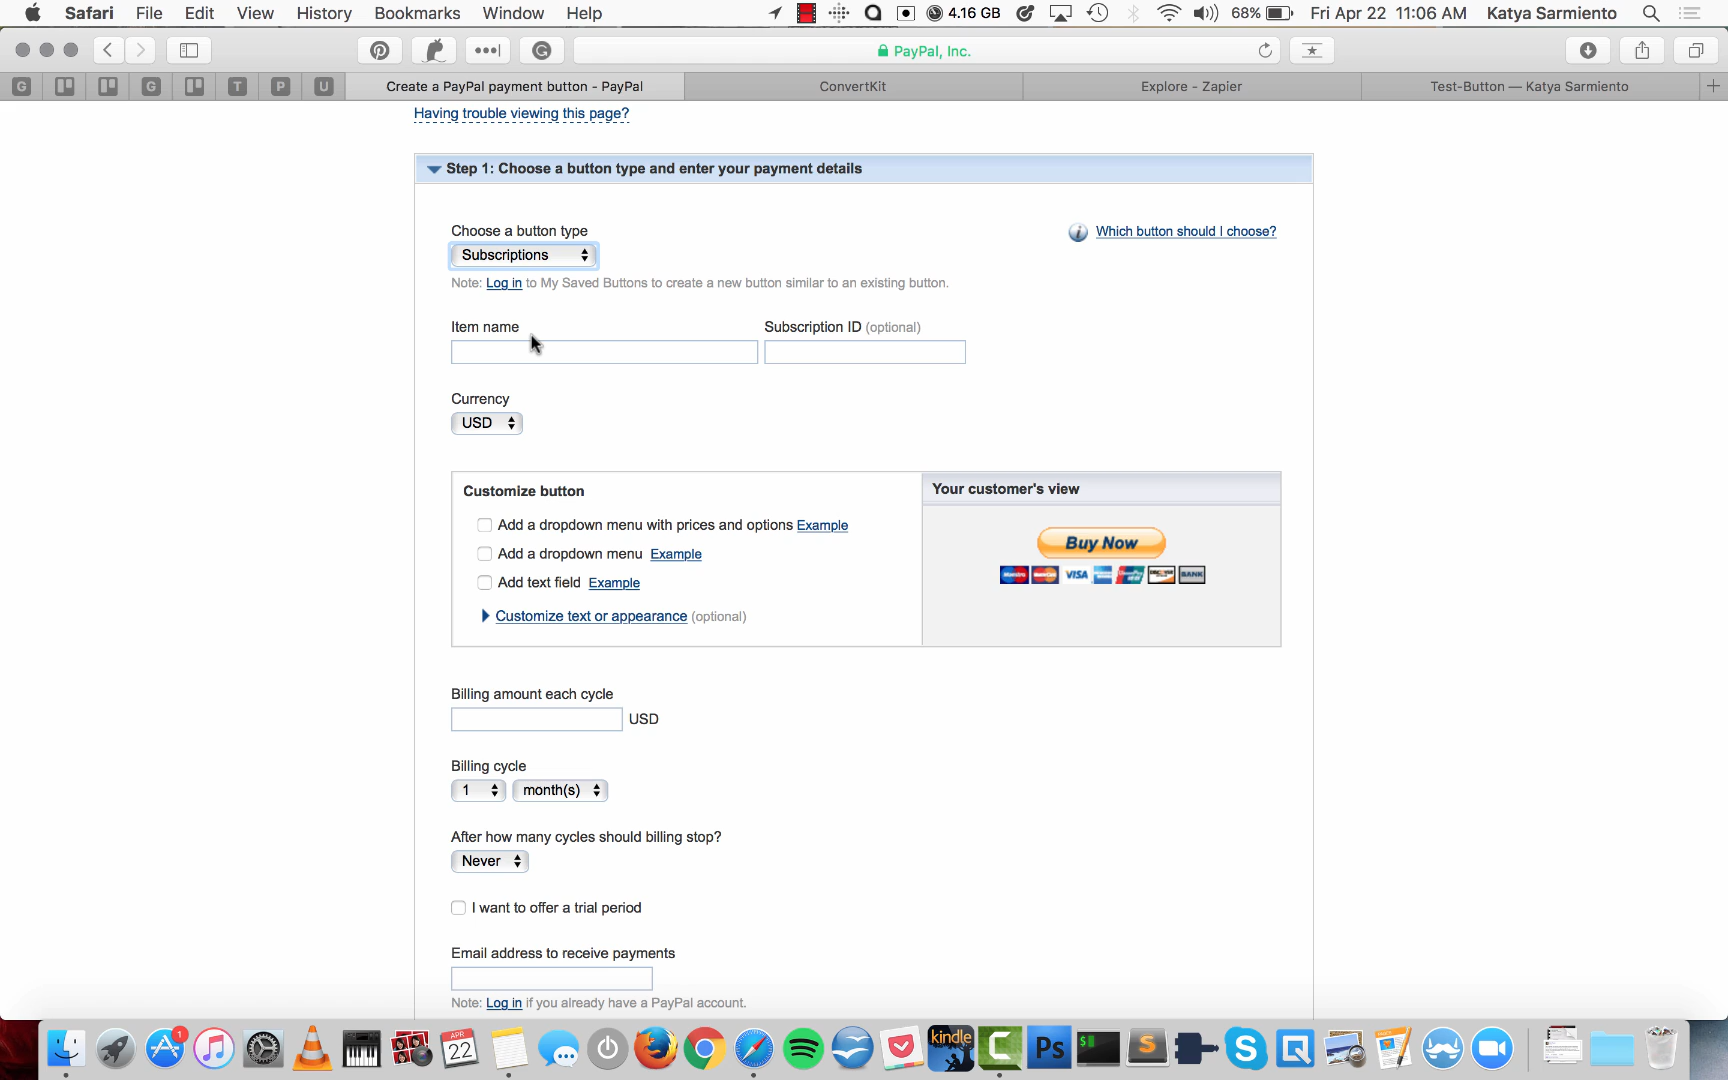 Safari File Edit View History Bookmarks Window Help 4.16 GB 68% Fri Apr 22 11:06 AM Katya Sarmiento
PayPal, Inc.
G G T P U Create a PayPal payment button - PayPal ConvertKit Explore - Zapier Test-Button — Katya Sarmiento
Having trouble viewing this page?
Step 1: Choose a button type and enter your payment details
Choose a button type
Which button should I choose?
Subscriptions
Note: Log in to My Saved Buttons to create a new button similar to an existing button.
Item name Subscription ID (optional)
Currency
USD
Customize button
Your customer's view
Add a dropdown menu with prices and options Example
Buy Now
Add a dropdown menu Example
VISA BANK
Add text field Example
Customize text or appearance (optional)
Billing amount each cycle
USD
Billing cycle
1 month(s)
After how many cycles should billing stop?
Never
I want to offer a trial period
Email address to receive payments
Note: Log in if you already have a PayPal account.
1 APR 22 kindle C Ps $ S S Q